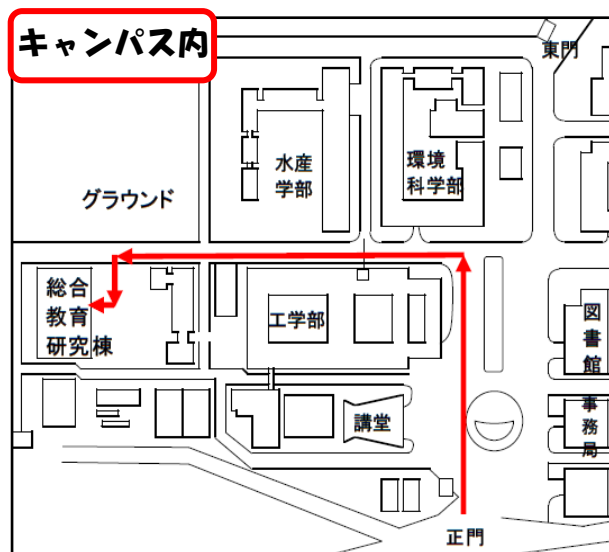 キャンパス内
東門
水産
学部
環境
科学部
グラウンド
総合
教育
研究棟
工学部
図書館
講堂
事務局
正門